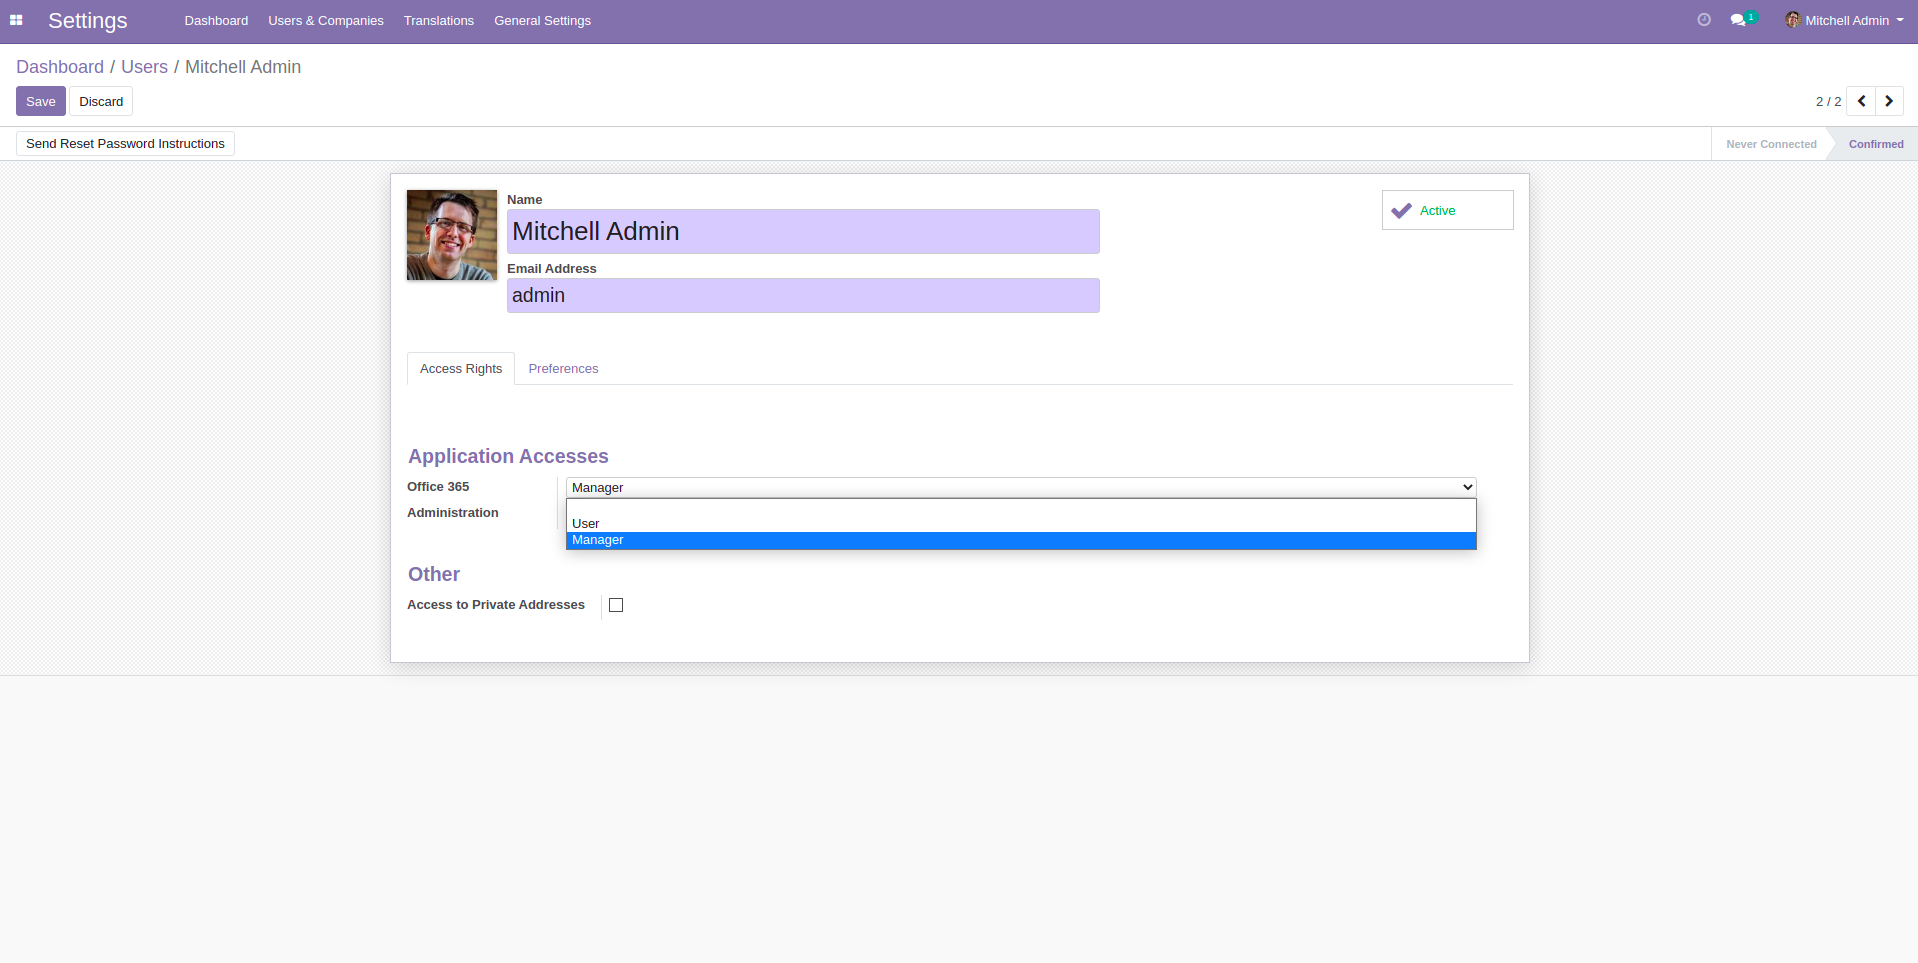 Settings Dashboard Users & Companies Translations General Settings 1 Mitchell Admin
Dashboard / Users / Mitchell Admin
Save Discard 2 / 2
Send Reset Password Instructions Never Connected Confirmed
Name
Mitchell Admin
Active
Email Address
admin
Access Rights Preferences
Application Accesses
Office 365 Manager
Administration
User
Manager
Other
Access to Private Addresses